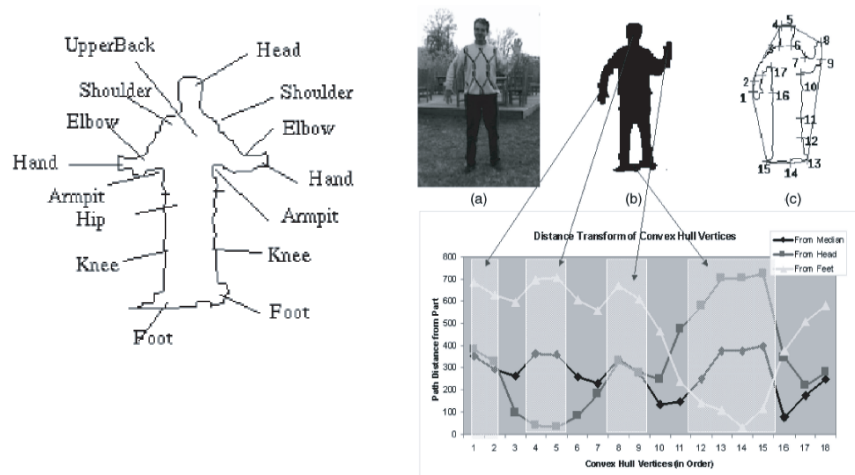 UpperBack
Head
Shoulder
Shoulder
Elbow
Elbow
Hand
Hand
Armpit
Hip
Armpit
Knee
Knee
Foot
Foot
(a)
(b)
(c)
4 5
3 6
8
7 9
2 17
10
1 16
11
12
15 14 13
Distance Transform of Convex Hull Vertices
From Median
From Head
From Feet
Path Distance from Part
800
700
600
500
400
300
200
100
0
1 2 3 4 5 6 7 8 9 10 11 12 13 14 15 16 17 18
Convex Hull Vertices (in Order)